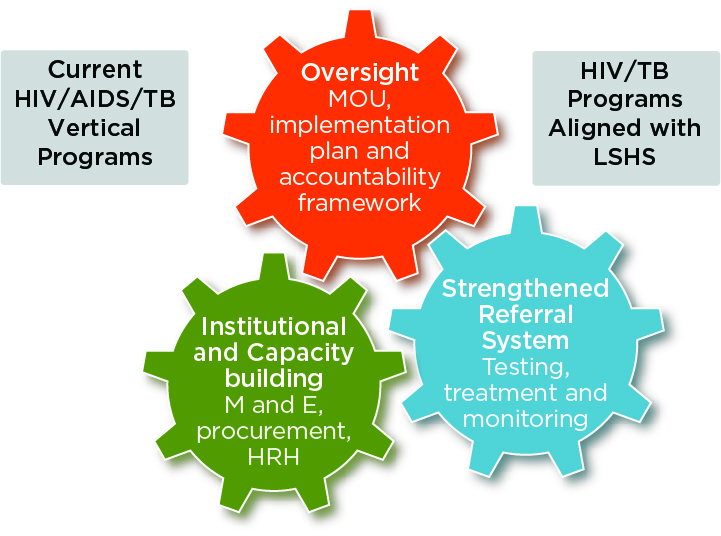 Current
HIV/AIDS/TB
Vertical
Programs
Oversight
MOU,
implementation
plan and
accountability
framework
HIV/TB
Programs
Aligned with
LSHS
Institutional
and Capacity
building
M and E,
procurement,
HRH
Strengthened
Referral
System
Testing,
treatment and
monitoring